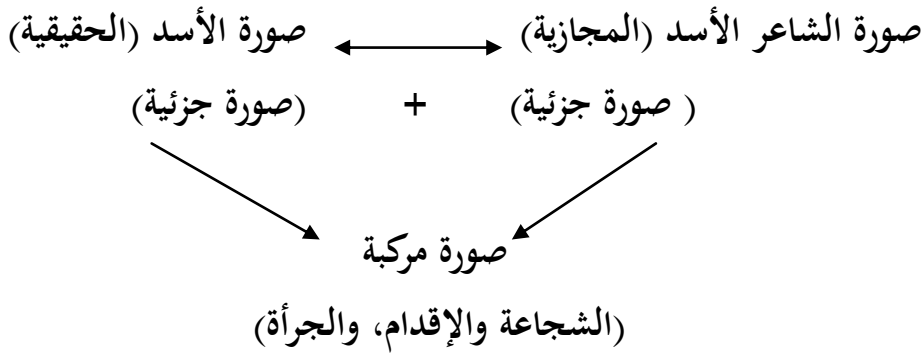 صورة الشاعر الأسد (المجازية) صورة الأسد (الحقيقية)
( صورة جزئية) + (صورة جزئية)
صورة مركبة
(الشجاعة والإقدام، والجرأة)